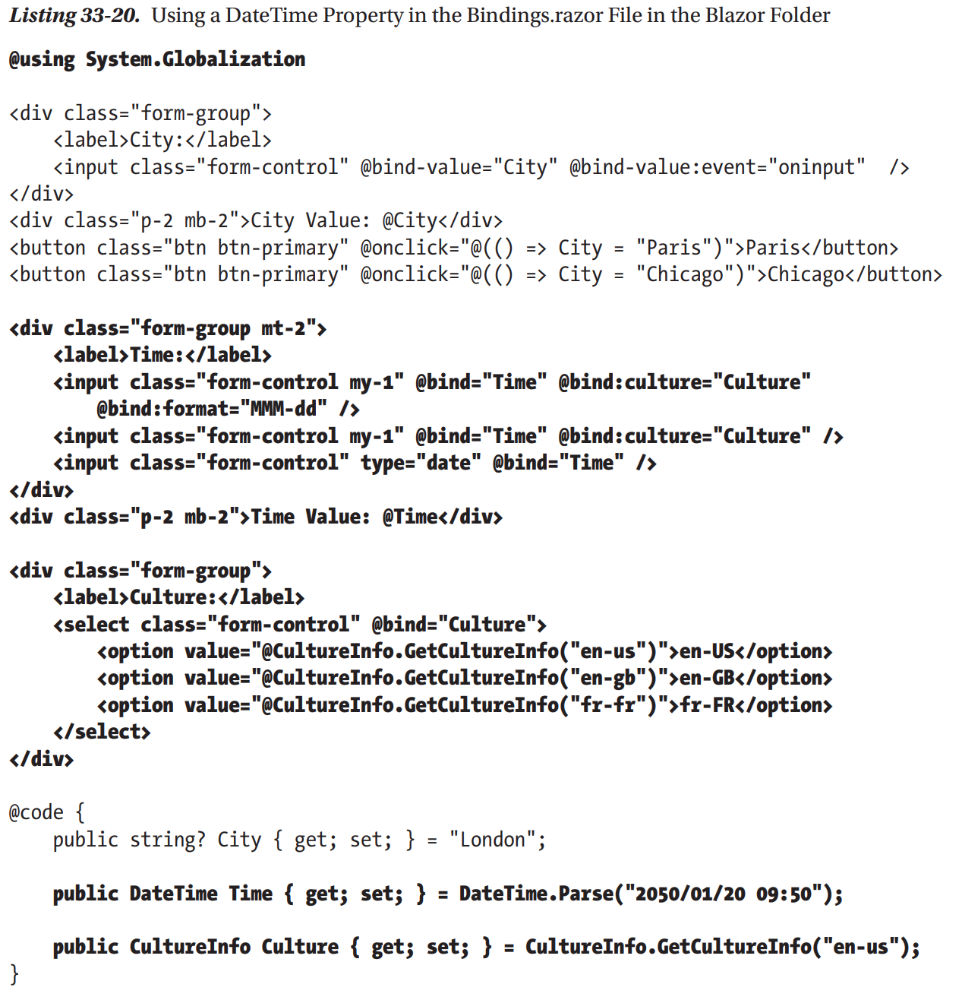 Listing 33-20. Using a DateTime Property in the Bindings.razor File in the Blazor Folder
@using System.Globalization
<div class="form-group">
    <label>City:</label>
    <input class="form-control" @bind-value="City" @bind-value:event="oninput"  />
</div>
<div class="p-2 mb-2">City Value: @City</div>
<button class="btn btn-primary" @onclick="@(() => City = "Paris")">Paris</button>
<button class="btn btn-primary" @onclick="@(() => City = "Chicago")">Chicago</button>
<div class="form-group mt-2">
    <label>Time:</label>
    <input class="form-control my-1" @bind="Time" @bind:culture="Culture"
        @bind:format="MMM-dd" />
    <input class="form-control my-1" @bind="Time" @bind:culture="Culture" />
    <input class="form-control" type="date" @bind="Time" />
</div>
<div class="p-2 mb-2">Time Value: @Time</div>
<div class="form-group">
    <label>Culture:</label>
    <select class="form-control" @bind="Culture">
        <option value="@CultureInfo.GetCultureInfo("en-us")">en-US</option>
        <option value="@CultureInfo.GetCultureInfo("en-gb")">en-GB</option>
        <option value="@CultureInfo.GetCultureInfo("fr-fr")">fr-FR</option>
    </select>
</div>
@code {
    public string? City { get; set; } = "London";
    public DateTime Time { get; set; } = DateTime.Parse("2050/01/20 09:50");
    public CultureInfo Culture { get; set; } = CultureInfo.GetCultureInfo("en-us");
}